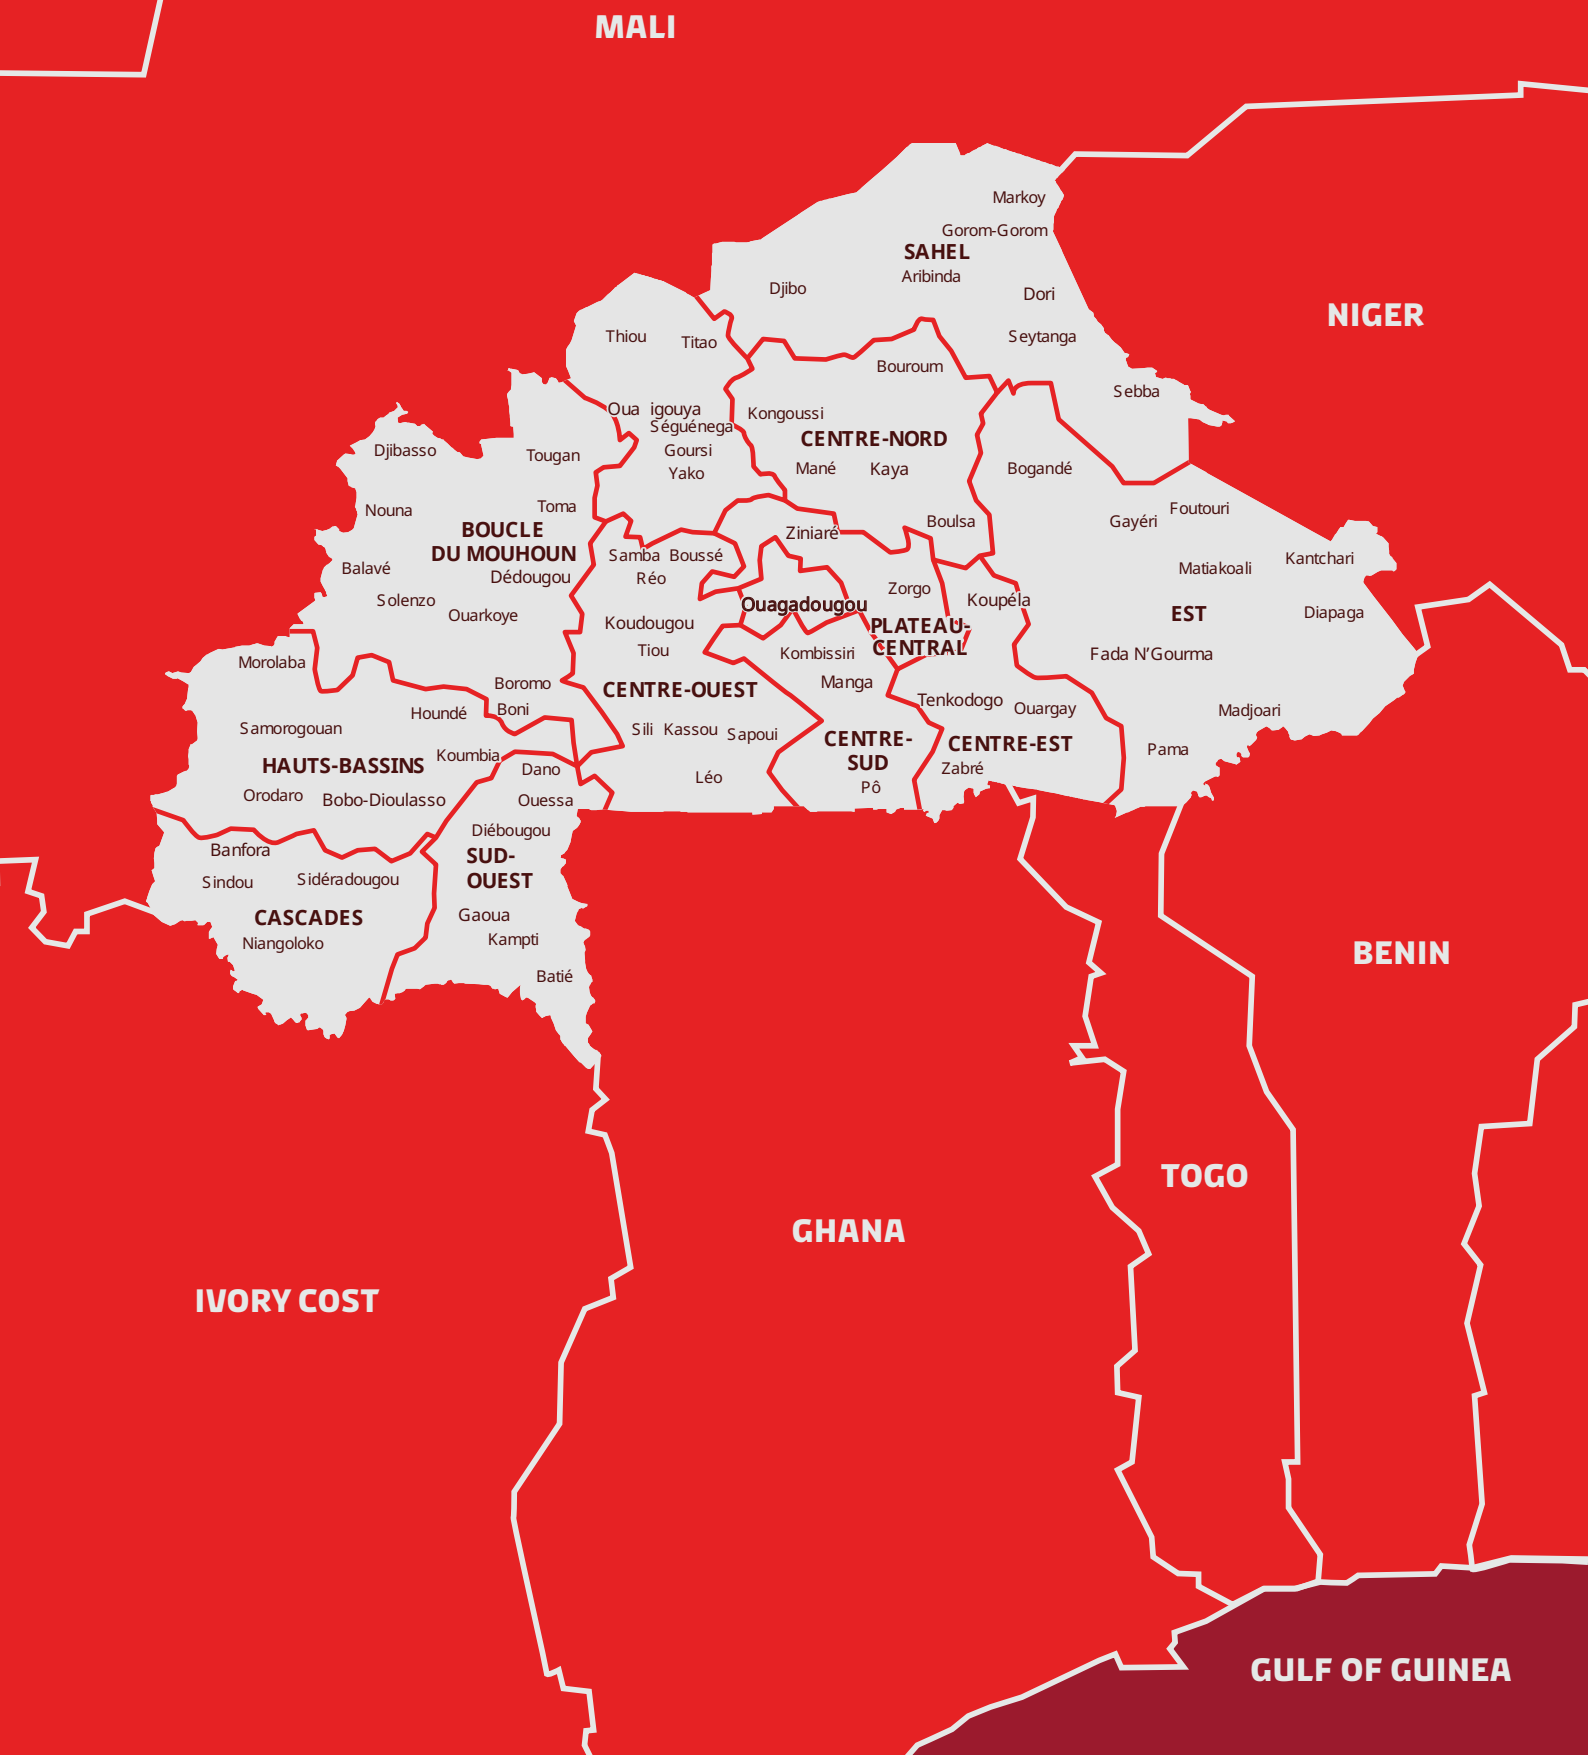 MALI
Markoy
Gorom-Gorom
SAHEL
Aribinda
Djibo
Dori
NIGER
Thiou
Titao
Seytanga
Bouroum
Sebba
Oua igouya
Kongoussi
Séguénega
CENTRE-NORD
Djibasso
Tougan
Goursi
Yako
Mané
Kaya
Bogandé
Nouna
Toma
Foutouri
Gayéri
Boulsa
BOUCLE
DU MOUHOUN
Ziniaré
Samba
Boussé
Kantchari
Balavé
Dédougou
Réo
Matiakoali
Zorgo
Solenzo
Ouarkoye
Ouagadougou
Koupéla
EST
Diapaga
Koudougou
PLATEAU-
CENTRAL
Tiou
Kombissiri
Fada N’Gourma
Morolaba
Boromo
CENTRE-OUEST
Manga
Tenkodogo
Ouargay
Madjoari
Houndé
Boni
Samorogouan
Sili
Kassou
Sapoui
CENTRE-
SUD
CENTRE-EST
Pama
Koumbia
HAUTS-BASSINS
Dano
Zabré
Léo
Pô
Orodaro
Bobo-Dioulasso
Ouessa
Diébougou
Banfora
SUD-
OUEST
Sindou
Sidéradougou
CASCADES
Gaoua
Niangoloko
Kampti
Batié
BENIN
TOGO
GHANA
IVORY COST
GULF OF GUINEA